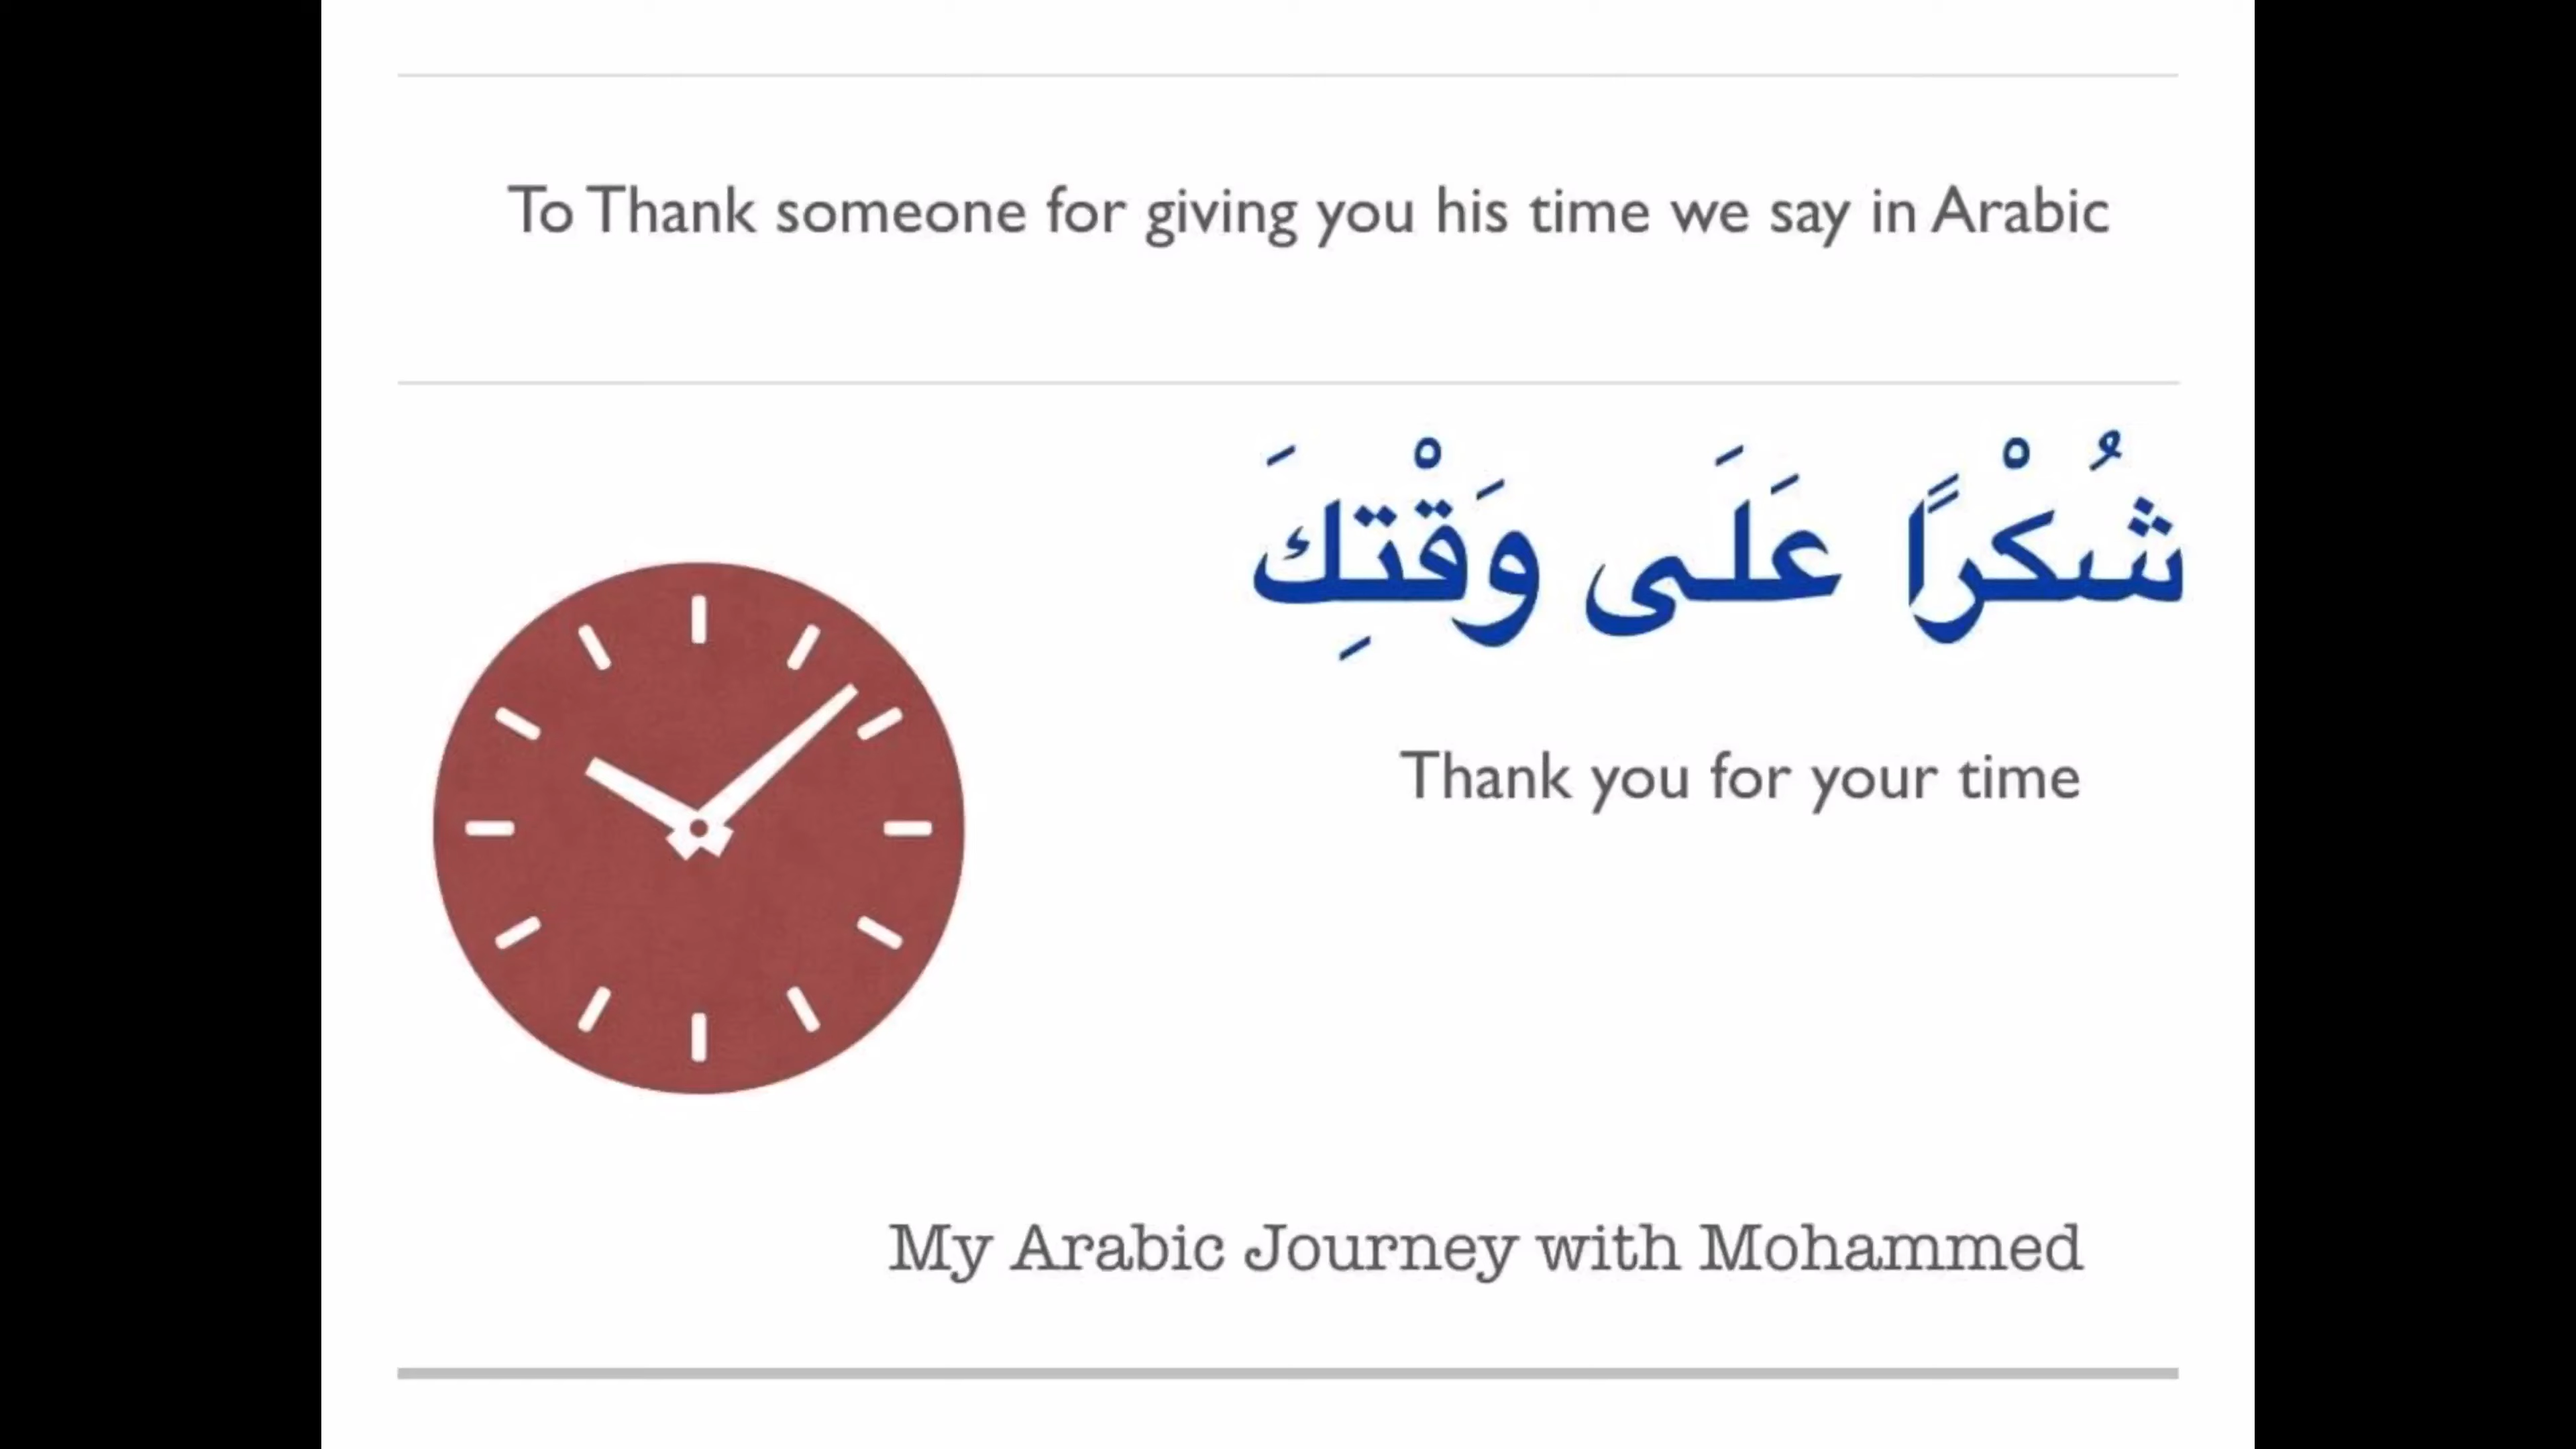 To Thank someone for giving you his time we say in Arabic
شُكْراً عَلَى وَقْتِكَ
Thank you for your time
My Arabic Journey with Mohammed